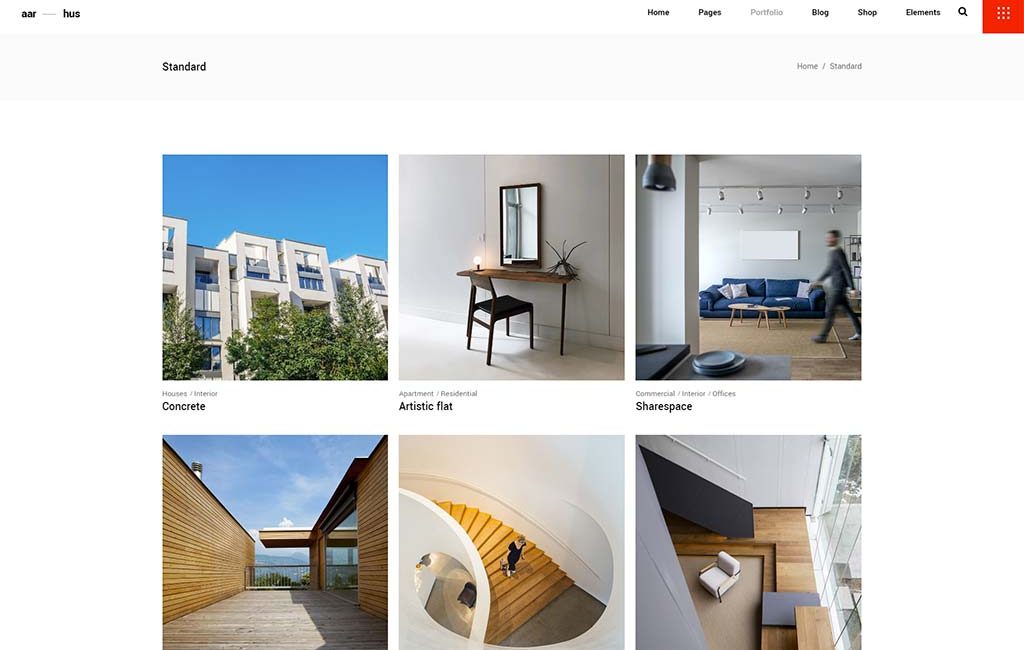 aar — hus
Home Pages Portfolio Blog Shop Elements
Standard
Home / Standard
Houses / Interior
Concrete
Apartment / Residential
Artistic flat
Commercial / Interior / Offices
Sharespace